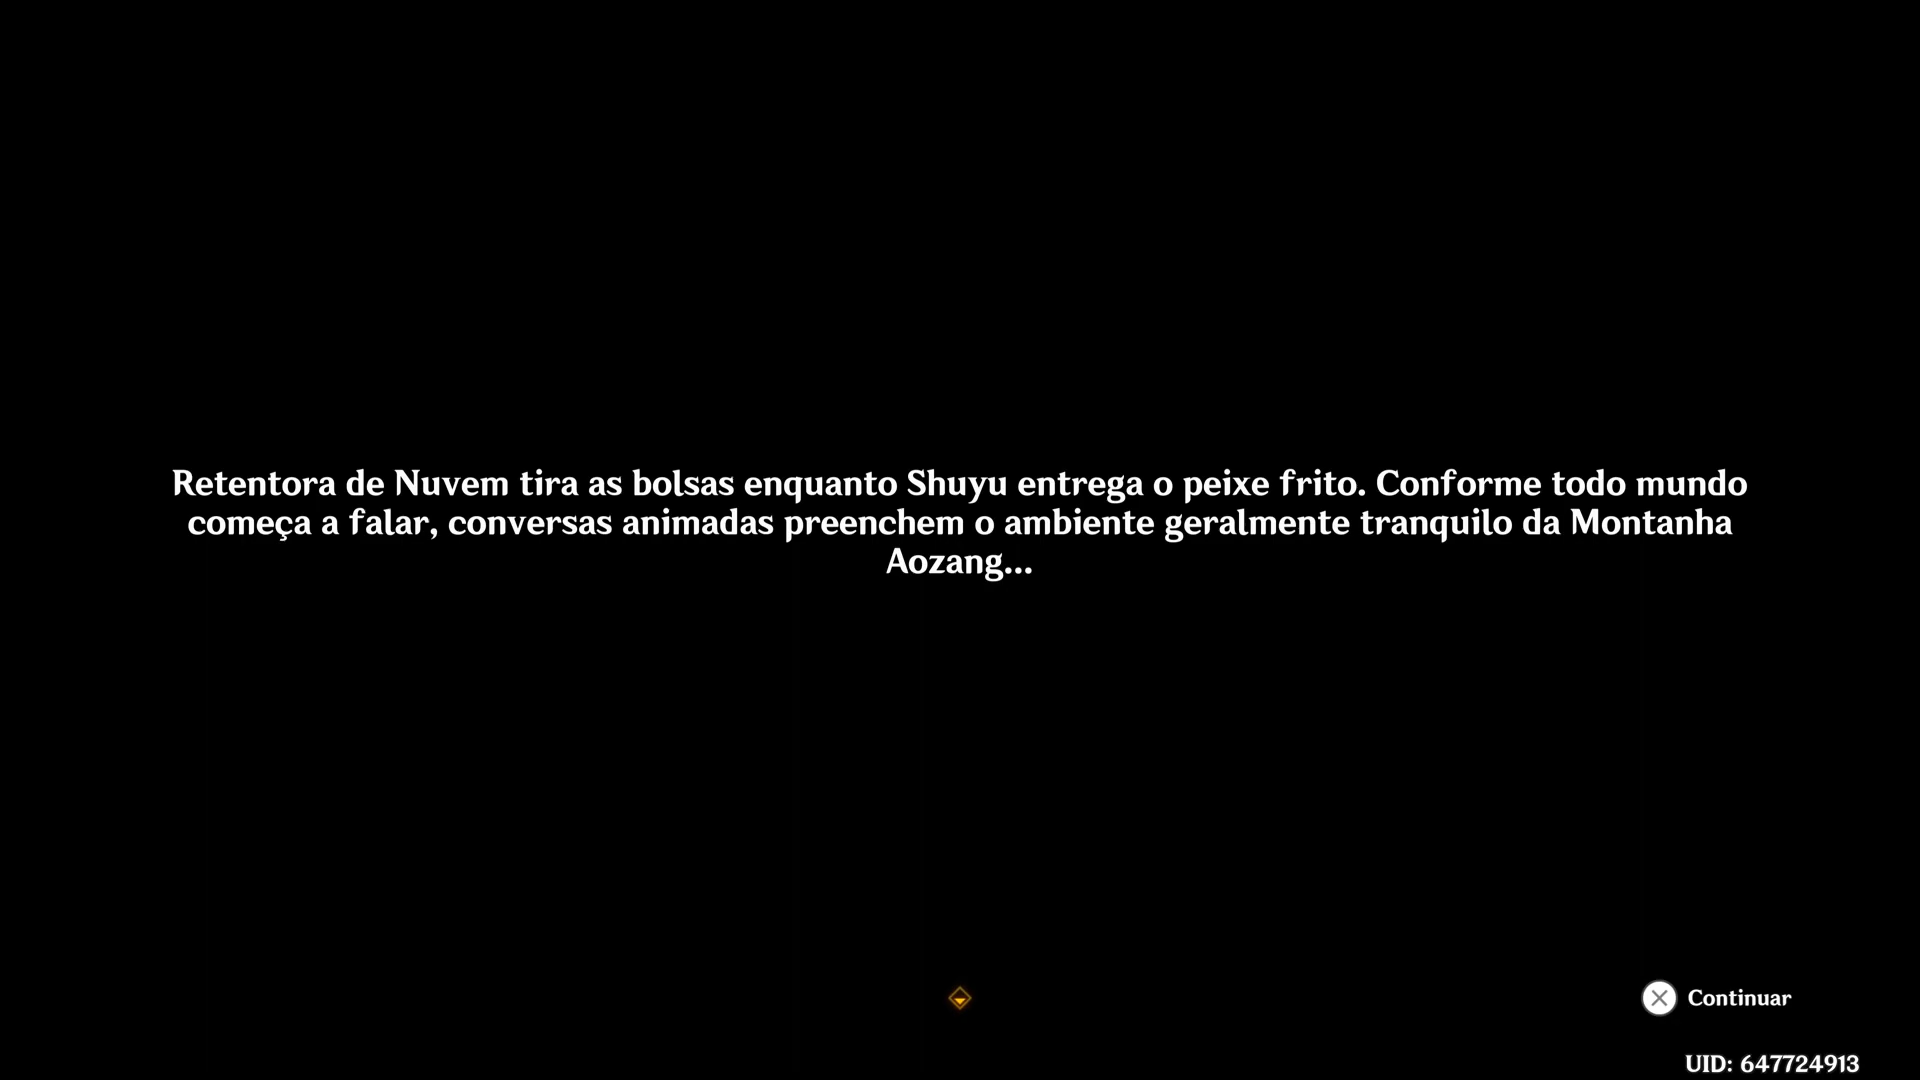 Retentora de Nuvem tira as bolsas enquanto Shuyu entrega o peixe frito. Conforme todo mundo
começa a falar, conversas animadas preenchem o ambiente geralmente tranquilo da Montanha
Aozang...
Continuar
UID: 647724913